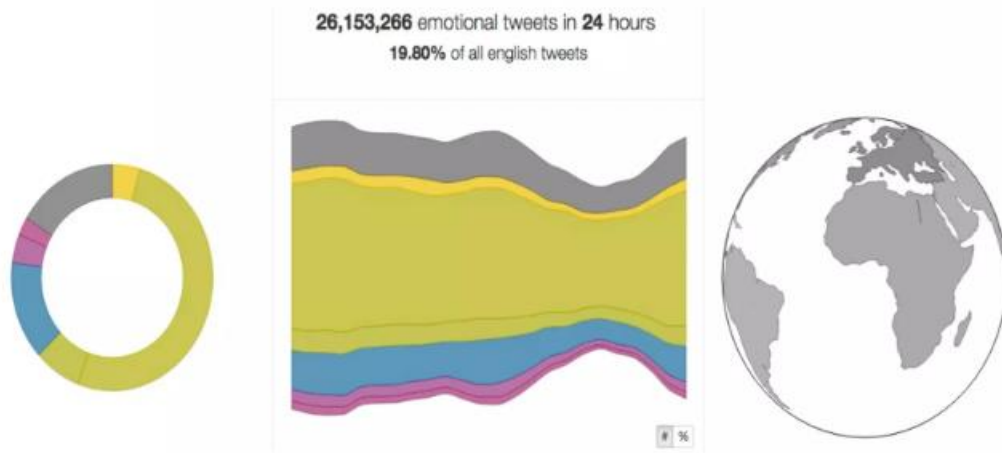 26,153,266 emotional tweets in 24 hours
19.80% of all english tweets
# %